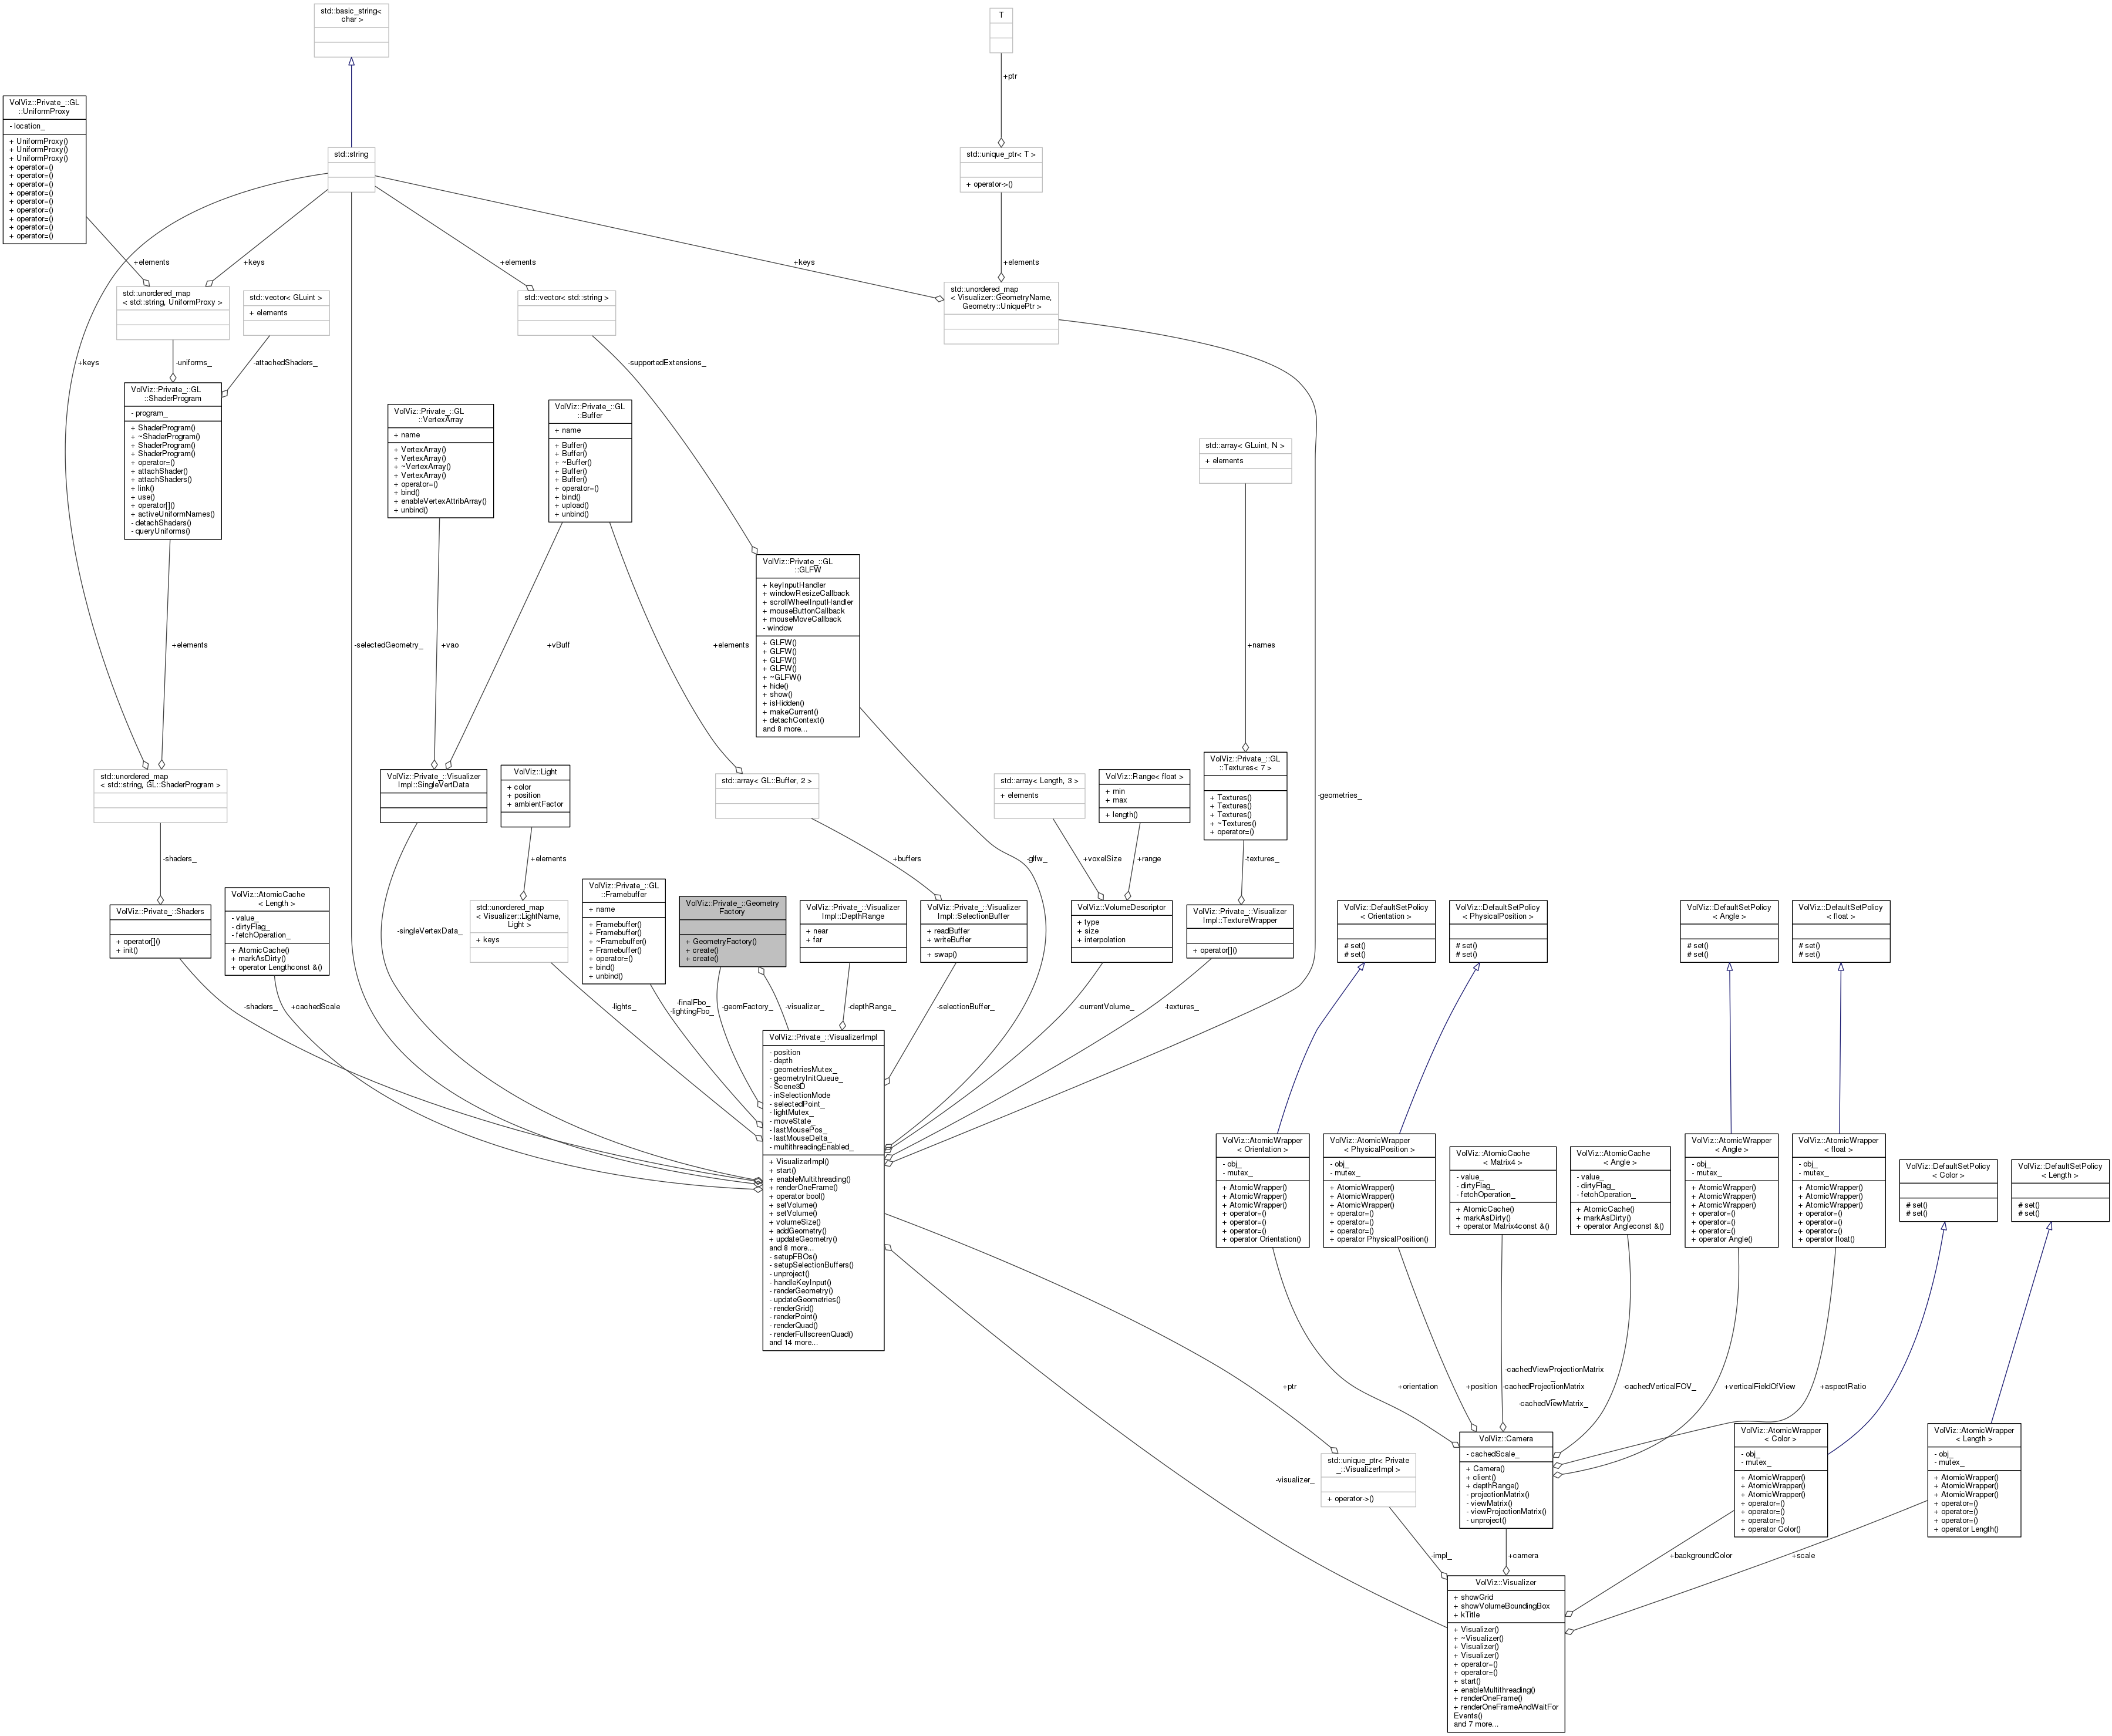 std::basic_string<
char >
T
+ptr
VolViz::Private_::GL
::UniformProxy
- location_
+ UniformProxy()
+ UniformProxy()
+ UniformProxy()
+ operator=()
+ operator=()
+ operator=()
+ operator=()
+ operator=()
+ operator=()
+ operator=()
+ operator=()
+ operator=()
std::string
std::unique_ptr< T >
+ operator->()
+elements
+keys
+elements
+keys
+elements
std::unordered_map
< std::string, UniformProxy >
std::vector< GLuint >
+ elements
std::vector< std::string >
std::unordered_map
< Visualizer::GeometryName,
Geometry::UniquePtr >
+keys
-uniforms_
-attachedShaders_
-supportedExtensions_
VolViz::Private_::GL
::ShaderProgram
- program_
+ ShaderProgram()
+ ~ShaderProgram()
+ ShaderProgram()
+ ShaderProgram()
+ operator=()
+ attachShader()
+ attachShaders()
+ link()
+ use()
+ operator[]()
+ activeUniformNames()
- detachShaders()
- queryUniforms()
VolViz::Private_::GL
::VertexArray
+ name
+ VertexArray()
+ VertexArray()
+ ~VertexArray()
+ VertexArray()
+ operator=()
+ bind()
+ enableVertexAttribArray()
+ unbind()
VolViz::Private_::GL
::Buffer
+ name
+ Buffer()
+ Buffer()
+ ~Buffer()
+ Buffer()
+ Buffer()
+ operator=()
+ bind()
+ upload()
+ unbind()
std::array< GLuint, N >
+ elements
VolViz::Private_::GL
::GLFW
+ keyInputHandler
+ windowResizeCallback
+ scrollWheelInputHandler
+ mouseButtonCallback
+ mouseMoveCallback
- window
+ GLFW()
+ GLFW()
+ GLFW()
+ GLFW()
+ ~GLFW()
+ hide()
+ show()
+ isHidden()
+ makeCurrent()
+ detachContext()
and 8 more...
+elements
-selectedGeometry_
+vao
+vBuff
+elements
+names
-geometries_
std::unordered_map
< std::string, GL::ShaderProgram >
VolViz::Private_::Visualizer
Impl::SingleVertData
VolViz::Light
+ color
+ position
+ ambientFactor
std::array< GL::Buffer, 2 >
std::array< Length, 3 >
+ elements
VolViz::Range< float >
+ min
+ max
+ length()
VolViz::Private_::GL
::Textures< 7 >
+ Textures()
+ Textures()
+ Textures()
+ ~Textures()
+ operator=()
-shaders_
+elements
+buffers
-glfw_
+voxelSize
+range
-textures_
VolViz::Private_::Shaders
+ operator[]()
+ init()
VolViz::AtomicCache
< Length >
- value_
- dirtyFlag_
- fetchOperation_
+ AtomicCache()
+ markAsDirty()
+ operator Lengthconst &()
-singleVertexData_
std::unordered_map
< Visualizer::LightName,
Light >
+ keys
VolViz::Private_::GL
::Framebuffer
+ name
+ Framebuffer()
+ Framebuffer()
+ ~Framebuffer()
+ Framebuffer()
+ operator=()
+ bind()
+ unbind()
VolViz::Private_::Geometry
Factory
+ GeometryFactory()
+ create()
+ create()
VolViz::Private_::Visualizer
Impl::DepthRange
+ near
+ far
VolViz::Private_::Visualizer
Impl::SelectionBuffer
+ readBuffer
+ writeBuffer
+ swap()
VolViz::VolumeDescriptor
+ type
+ size
+ interpolation
VolViz::Private_::Visualizer
Impl::TextureWrapper
+ operator[]()
VolViz::DefaultSetPolicy
< Orientation >
# set()
# set()
VolViz::DefaultSetPolicy
< PhysicalPosition >
# set()
# set()
VolViz::DefaultSetPolicy
< Angle >
# set()
# set()
VolViz::DefaultSetPolicy
< float >
# set()
# set()
-shaders_
+cachedScale
-lights_
-finalFbo_
-lightingFbo_
-geomFactory_
-visualizer_
-depthRange_
-selectionBuffer_
-currentVolume_
-textures_
VolViz::Private_::VisualizerImpl
- position
- depth
- geometriesMutex_
- geometryInitQueue_
- Scene3D
- inSelectionMode
- selectedPoint_
- lightMutex_
- moveState_
- lastMousePos_
- lastMouseDelta_
- multithreadingEnabled_
+ VisualizerImpl()
+ start()
+ enableMultithreading()
+ renderOneFrame()
+ operator bool()
+ setVolume()
+ setVolume()
+ volumeSize()
+ addGeometry()
+ updateGeometry()
and 8 more...
- setupFBOs()
- setupSelectionBuffers()
- unproject()
- handleKeyInput()
- renderGeometry()
- updateGeometries()
- renderGrid()
- renderPoint()
- renderQuad()
- renderFullscreenQuad()
and 14 more...
VolViz::AtomicWrapper
< Orientation >
- obj_
- mutex_
+ AtomicWrapper()
+ AtomicWrapper()
+ AtomicWrapper()
+ operator=()
+ operator=()
+ operator=()
+ operator Orientation()
VolViz::AtomicWrapper
< PhysicalPosition >
- obj_
- mutex_
+ AtomicWrapper()
+ AtomicWrapper()
+ AtomicWrapper()
+ operator=()
+ operator=()
+ operator=()
+ operator PhysicalPosition()
VolViz::AtomicCache
< Matrix4 >
- value_
- dirtyFlag_
- fetchOperation_
+ AtomicCache()
+ markAsDirty()
+ operator Matrix4const &()
VolViz::AtomicCache
< Angle >
- value_
- dirtyFlag_
- fetchOperation_
+ AtomicCache()
+ markAsDirty()
+ operator Angleconst &()
VolViz::AtomicWrapper
< Angle >
- obj_
- mutex_
+ AtomicWrapper()
+ AtomicWrapper()
+ AtomicWrapper()
+ operator=()
+ operator=()
+ operator=()
+ operator Angle()
VolViz::AtomicWrapper
< float >
- obj_
- mutex_
+ AtomicWrapper()
+ AtomicWrapper()
+ AtomicWrapper()
+ operator=()
+ operator=()
+ operator=()
+ operator float()
VolViz::DefaultSetPolicy
< Color >
# set()
# set()
VolViz::DefaultSetPolicy
< Length >
# set()
# set()
+ptr
+orientation
+position
-cachedViewProjectionMatrix
_
-cachedProjectionMatrix
_
-cachedViewMatrix_
-cachedVerticalFOV_
+verticalFieldOfView
+aspectRatio
VolViz::Camera
- cachedScale_
+ Camera()
+ client()
+ depthRange()
- projectionMatrix()
- viewMatrix()
- viewProjectionMatrix()
- unproject()
VolViz::AtomicWrapper
< Color >
- obj_
- mutex_
+ AtomicWrapper()
+ AtomicWrapper()
+ AtomicWrapper()
+ operator=()
+ operator=()
+ operator=()
+ operator Color()
VolViz::AtomicWrapper
< Length >
- obj_
- mutex_
+ AtomicWrapper()
+ AtomicWrapper()
+ AtomicWrapper()
+ operator=()
+ operator=()
+ operator=()
+ operator Length()
-visualizer_
std::unique_ptr< Private
_::VisualizerImpl >
+ operator->()
-impl_
+camera
+backgroundColor
+scale
VolViz::Visualizer
+ showGrid
+ showVolumeBoundingBox
+ kTitle
+ Visualizer()
+ ~Visualizer()
+ Visualizer()
+ Visualizer()
+ operator=()
+ operator=()
+ start()
+ enableMultithreading()
+ renderOneFrame()
+ renderOneFrameAndWaitFor
Events()
and 7 more...